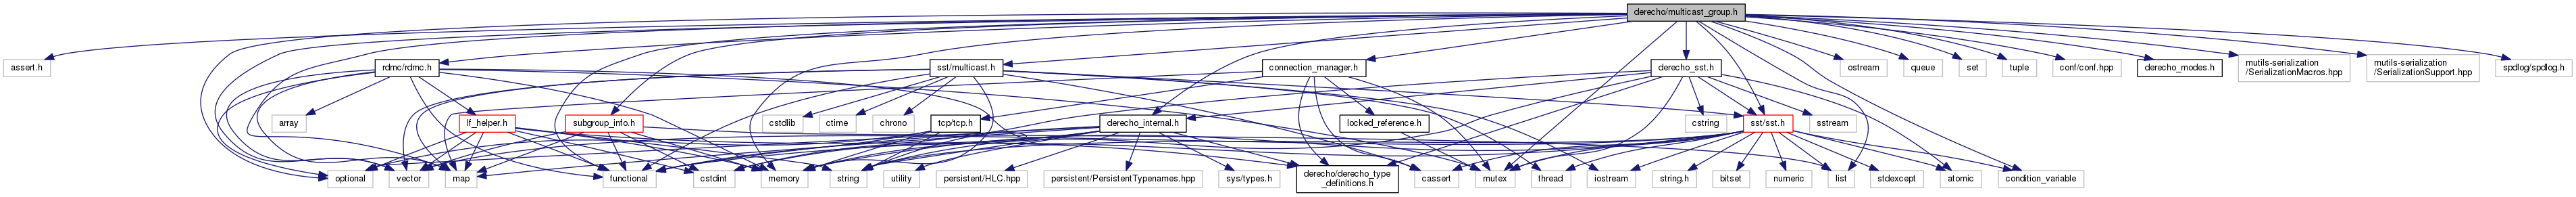 derecho/multicast_group.h
assert.h
rdmc/rdmc.h
sst/multicast.h
connection_manager.h
derecho_sst.h
ostream
queue
set
tuple
conf/conf.hpp
derecho_modes.h
mutils-serialization
/SerializationMacros.hpp
mutils-serialization
/SerializationSupport.hpp
spdlog/spdlog.h
array
lf_helper.h
subgroup_info.h
cstdlib
ctime
chrono
tcp/tcp.h
derecho_internal.h
locked_reference.h
cstring
sst/sst.h
sstream
optional
vector
map
functional
cstdint
memory
string
utility
persistent/HLC.hpp
persistent/PersistentTypenames.hpp
sys/types.h
derecho/derecho_type
_definitions.h
cassert
mutex
thread
iostream
string.h
bitset
numeric
list
stdexcept
atomic
condition_variable